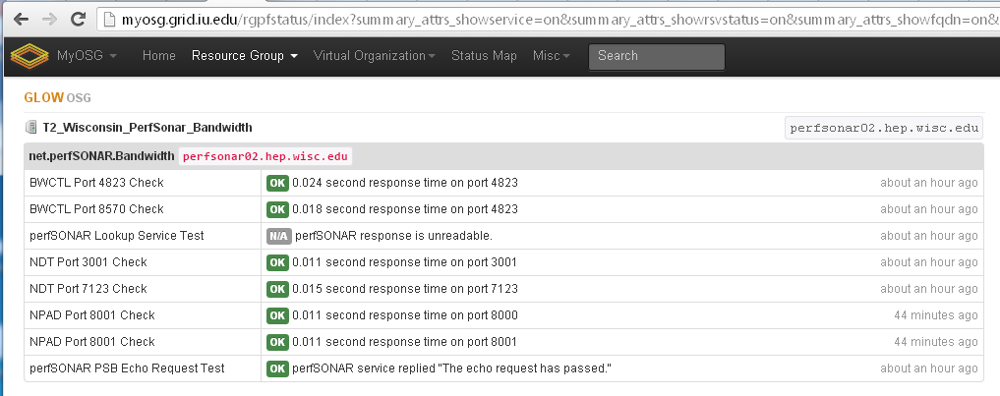 myosg.grid.iu.edu/rgpfstatus/index?summary_attrs_showservice=on&summary_attrs_showrsvstatus=on&summary_attrs_showfqdn=on&
MyOSG Home Resource Group Virtual Organization Status Map Misc Search
GLOW OSG
T2_Wisconsin_PerfSonar_Bandwidth perfsonar02.hep.wisc.edu
net.perfSONAR.Bandwidth perfsonar02.hep.wisc.edu
BWCTL Port 4823 Check OK 0.024 second response time on port 4823 about an hour ago
BWCTL Port 8570 Check OK 0.018 second response time on port 4823 about an hour ago
perfSONAR Lookup Service Test N/A perfSONAR response is unreadable. about an hour ago
NDT Port 3001 Check OK 0.011 second response time on port 3001 about an hour ago
NDT Port 7123 Check OK 0.015 second response time on port 7123 about an hour ago
NPAD Port 8001 Check OK 0.011 second response time on port 8000 44 minutes ago
NPAD Port 8001 Check OK 0.011 second response time on port 8001 44 minutes ago
perfSONAR PSB Echo Request Test OK perfSONAR service replied "The echo request has passed." about an hour ago